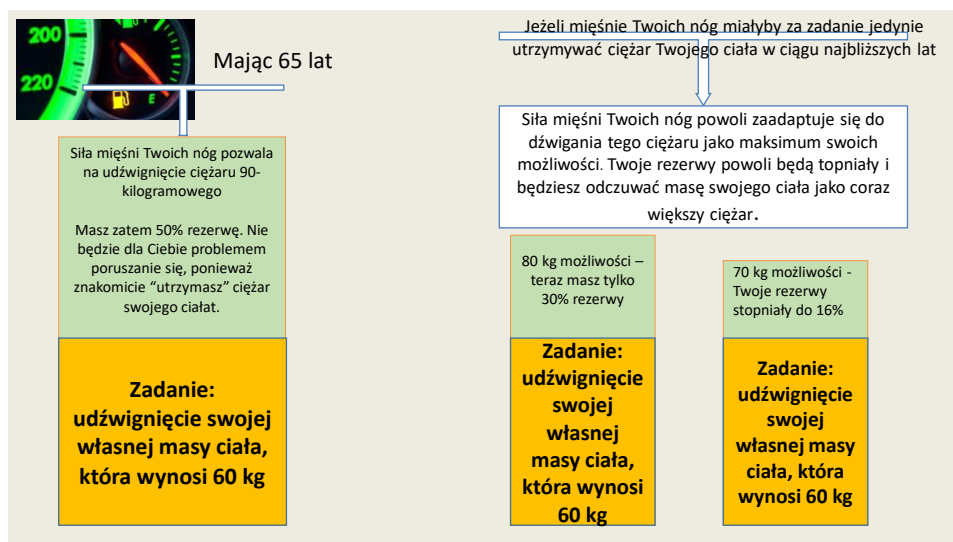 200
220
E
Mając 65 lat
Siła mięśni Twoich nóg pozwala
na udźwignięcie ciężaru 90-
kilogramowego
Masz zatem 50% rezerwę. Nie
będzie dla Ciebie problemem
poruszanie się, ponieważ
znakomicie “utrzymasz” ciężar
swojego ciałat.
Zadanie:
udźwignięcie swojej
własnej masy ciała,
która wynosi 60 kg
Jeżeli mięśnie Twoich nóg miałyby za zadanie jedynie
utrzymywać ciężar Twojego ciała w ciągu najbliższych lat
Siła mięśni Twoich nóg powoli zaadaptuje się do
dźwigania tego ciężaru jako maksimum swoich
możliwości. Twoje rezerwy powoli będą topniały i
będziesz odczuwać masę swojego ciała jako coraz
większy ciężar.
80 kg możliwości –
teraz masz tylko
30% rezerwy
Zadanie:
udźwignięcie
swojej
własnej
masy ciała,
która wynosi
60 kg
70 kg możliwości -
Twoje rezerwy
stopniały do 16%
Zadanie:
udźwignięcie
swojej
własnej masy
ciała, która
wynosi 60 kg